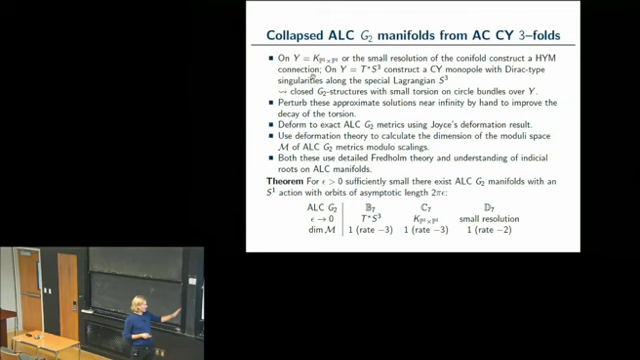 Collapsed ALC G₂ manifolds from AC CY 3-folds
On Y = K_{ℙ¹×ℙ¹} or the small resolution of the conifold construct a HYM
connection; On Y = T*S³ construct a CY monopole with Dirac-type
singularities along the special Lagrangian S³
⇝ closed G₂-structures with small torsion on circle bundles over Y.
Perturb these approximate solutions near infinity by hand to improve the
decay of the torsion.
Deform to exact ALC G₂ metrics using Joyce's deformation result.
Use deformation theory to calculate the dimension of the moduli space
ℳ of ALC G₂ metrics modulo scalings.
Both these use detailed Fredholm theory and understanding of indicial
roots on ALC manifolds.
Theorem For ϵ > 0 sufficiently small there exist ALC G₂ manifolds with an
S¹ action with orbits of asymptotic length 2πϵ:
ALC G₂ 𝔹₇ ℂ₇ 𝔻₇
ϵ → 0 T*S³ K_{ℙ¹×ℙ¹} small resolution
dim ℳ 1 (rate −3) 1 (rate −3) 1 (rate −2)